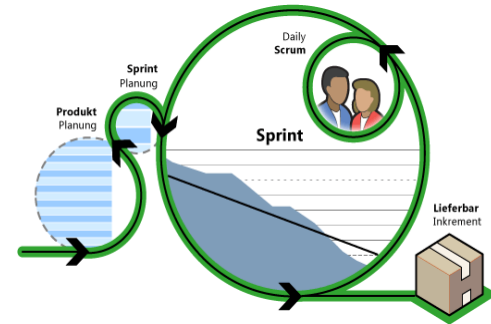 Daily
Scrum
Sprint
Planung
Produkt
Planung
Sprint
Lieferbar
Inkrement